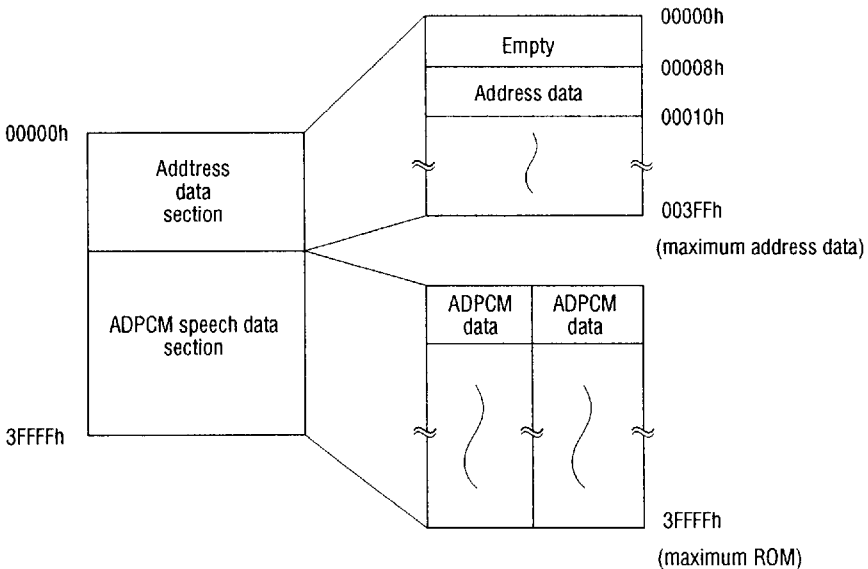 00000h
Addtress
data
section
ADPCM speech data
section
3FFFFh
00000h
Empty
00008h
Address data
00010h
003FFh
(maximum address data)
ADPCM
data
ADPCM
data
3FFFFh
(maximum ROM)